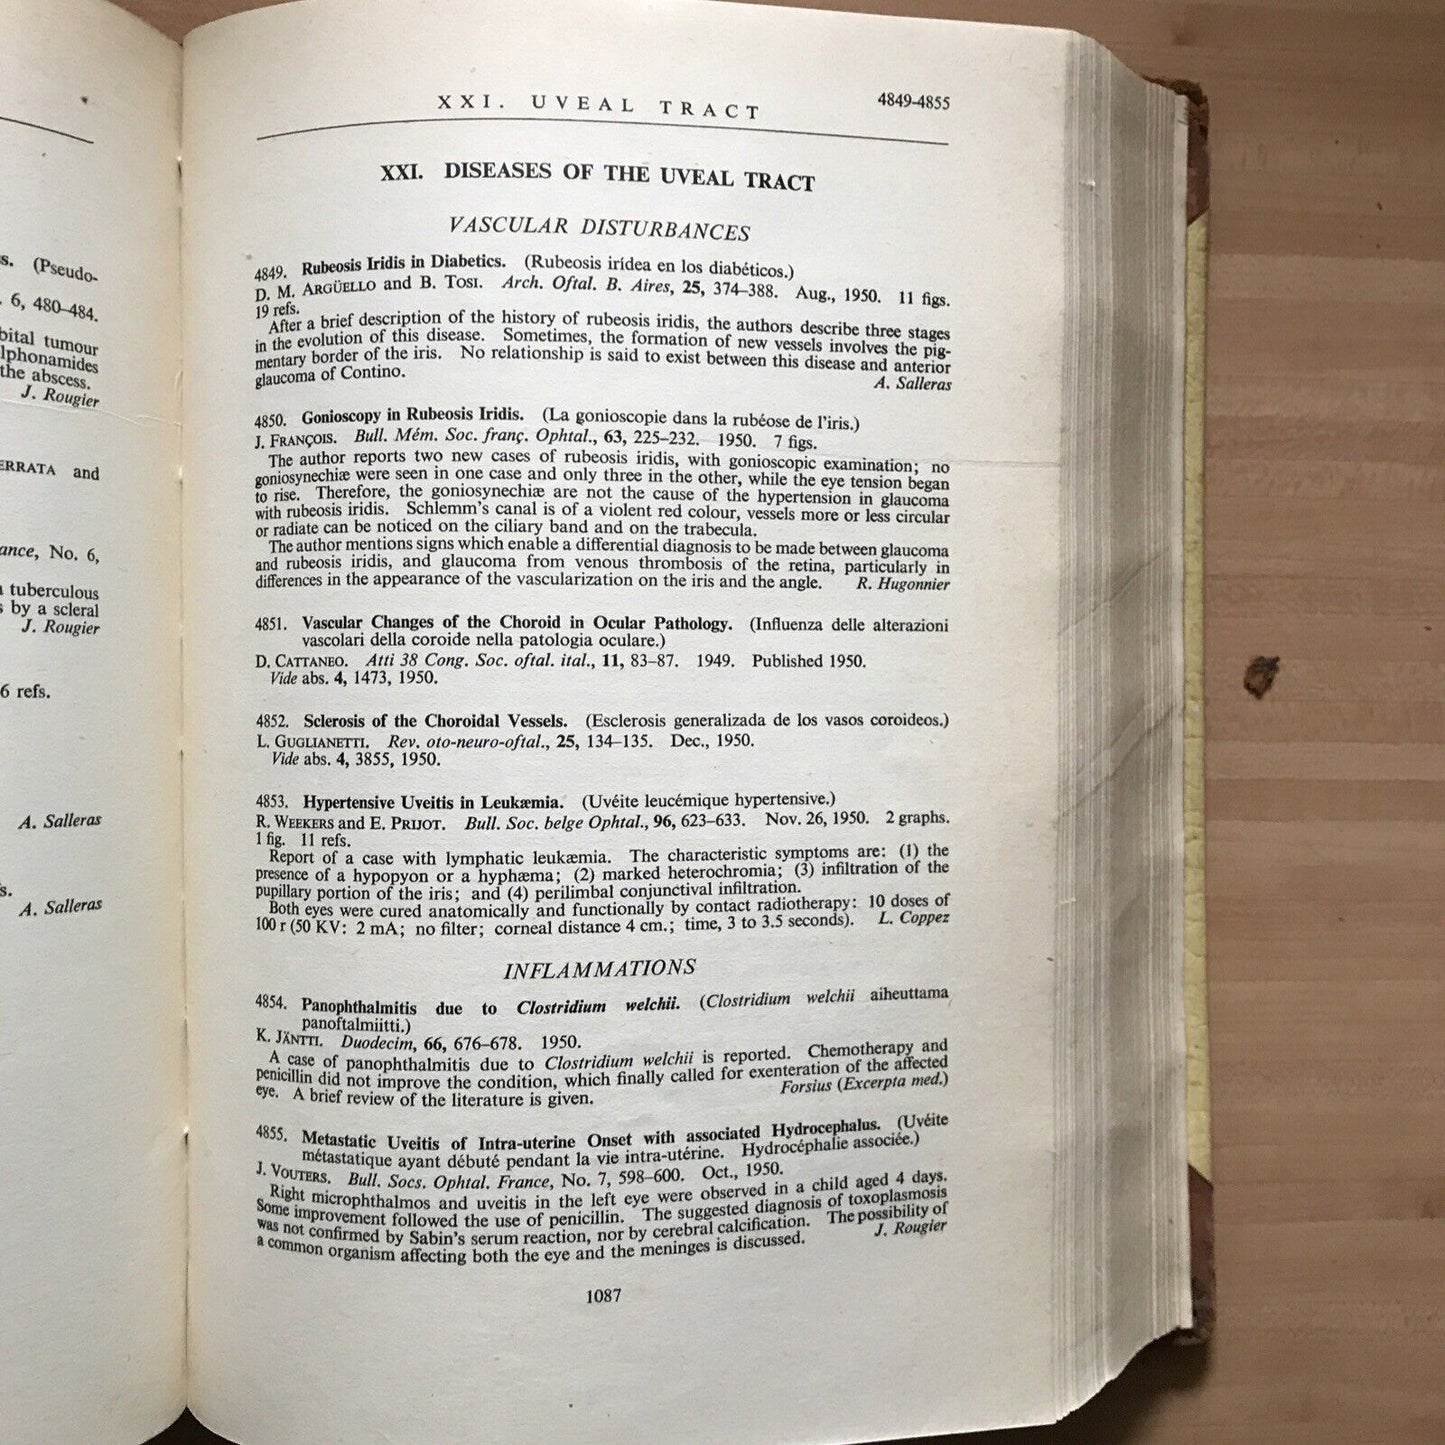 s. (Pseudo-
6, 480–484.
bital tumour
lphonamides
the abscess.
J. Rougier
ERRATA and
ance, No. 6,
tuberculous
s by a scleral
J. Rougier
6 refs.
A. Salleras
s.
A. Salleras
XXI. UVEAL TRACT 4849-4855
XXI. DISEASES OF THE UVEAL TRACT
VASCULAR DISTURBANCES
4849. Rubeosis Iridis in Diabetics. (Rubeosis irídea en los diabéticos.)
D. M. ARGÜELLO and B. TOSI. Arch. Oftal. B. Aires, 25, 374–388. Aug., 1950. 11 figs.
19 refs.
After a brief description of the history of rubeosis iridis, the authors describe three stages
in the evolution of this disease. Sometimes, the formation of new vessels involves the pig-
mentary border of the iris. No relationship is said to exist between this disease and anterior
glaucoma of Contino. A. Salleras
4850. Gonioscopy in Rubeosis Iridis. (La gonioscopie dans la rubéose de l'iris.)
J. FRANÇOIS. Bull. Mém. Soc. franç. Ophtal., 63, 225–232. 1950. 7 figs.
The author reports two new cases of rubeosis iridis, with gonioscopic examination; no
goniosynechiæ were seen in one case and only three in the other, while the eye tension began
to rise. Therefore, the goniosynechiæ are not the cause of the hypertension in glaucoma
with rubeosis iridis. Schlemm's canal is of a violent red colour, vessels more or less circular
or radiate can be noticed on the ciliary band and on the trabecula.
The author mentions signs which enable a differential diagnosis to be made between glaucoma
and rubeosis iridis, and glaucoma from venous thrombosis of the retina, particularly in
differences in the appearance of the vascularization on the iris and the angle. R. Hugonnier
4851. Vascular Changes of the Choroid in Ocular Pathology. (Influenza delle alterazioni
vascolari della coroide nella patologia oculare.)
D. CATTANEO. Atti 38 Cong. Soc. oftal. ital., 11, 83–87. 1949. Published 1950.
Vide abs. 4, 1473, 1950.
4852. Sclerosis of the Choroidal Vessels. (Esclerosis generalizada de los vasos coroideos.)
L. GUGLIANETTI. Rev. oto-neuro-oftal., 25, 134–135. Dec., 1950.
Vide abs. 4, 3855, 1950.
4853. Hypertensive Uveitis in Leukæmia. (Uvéite leucémique hypertensive.)
R. WEEKERS and E. PRIJOT. Bull. Soc. belge Ophtal., 96, 623–633. Nov. 26, 1950. 2 graphs.
1 fig. 11 refs.
Report of a case with lymphatic leukæmia. The characteristic symptoms are: (1) the
presence of a hypopyon or a hyphæma; (2) marked heterochromia; (3) infiltration of the
pupillary portion of the iris; and (4) perilimbal conjunctival infiltration.
Both eyes were cured anatomically and functionally by contact radiotherapy: 10 doses of
100 r (50 KV: 2 mA; no filter; corneal distance 4 cm.; time, 3 to 3.5 seconds). L. Coppez
INFLAMMATIONS
4854. Panophthalmitis due to Clostridium welchii. (Clostridium welchii aiheuttama
panoftalmiitti.)
K. JÄNTTI. Duodecim, 66, 676–678. 1950.
A case of panophthalmitis due to Clostridium welchii is reported. Chemotherapy and
penicillin did not improve the condition, which finally called for exenteration of the affected
eye. A brief review of the literature is given. Forsius (Excerpta med.)
4855. Metastatic Uveitis of Intra-uterine Onset with associated Hydrocephalus. (Uvéite
métastatique ayant débuté pendant la vie intra-utérine. Hydrocéphalie associée.)
J. VOUTERS. Bull. Socs. Ophtal. France, No. 7, 598–600. Oct., 1950.
Right microphthalmos and uveitis in the left eye were observed in a child aged 4 days.
Some improvement followed the use of penicillin. The suggested diagnosis of toxoplasmosis
was not confirmed by Sabin's serum reaction, nor by cerebral calcification. The possibility of
a common organism affecting both the eye and the meninges is discussed. J. Rougier
1087